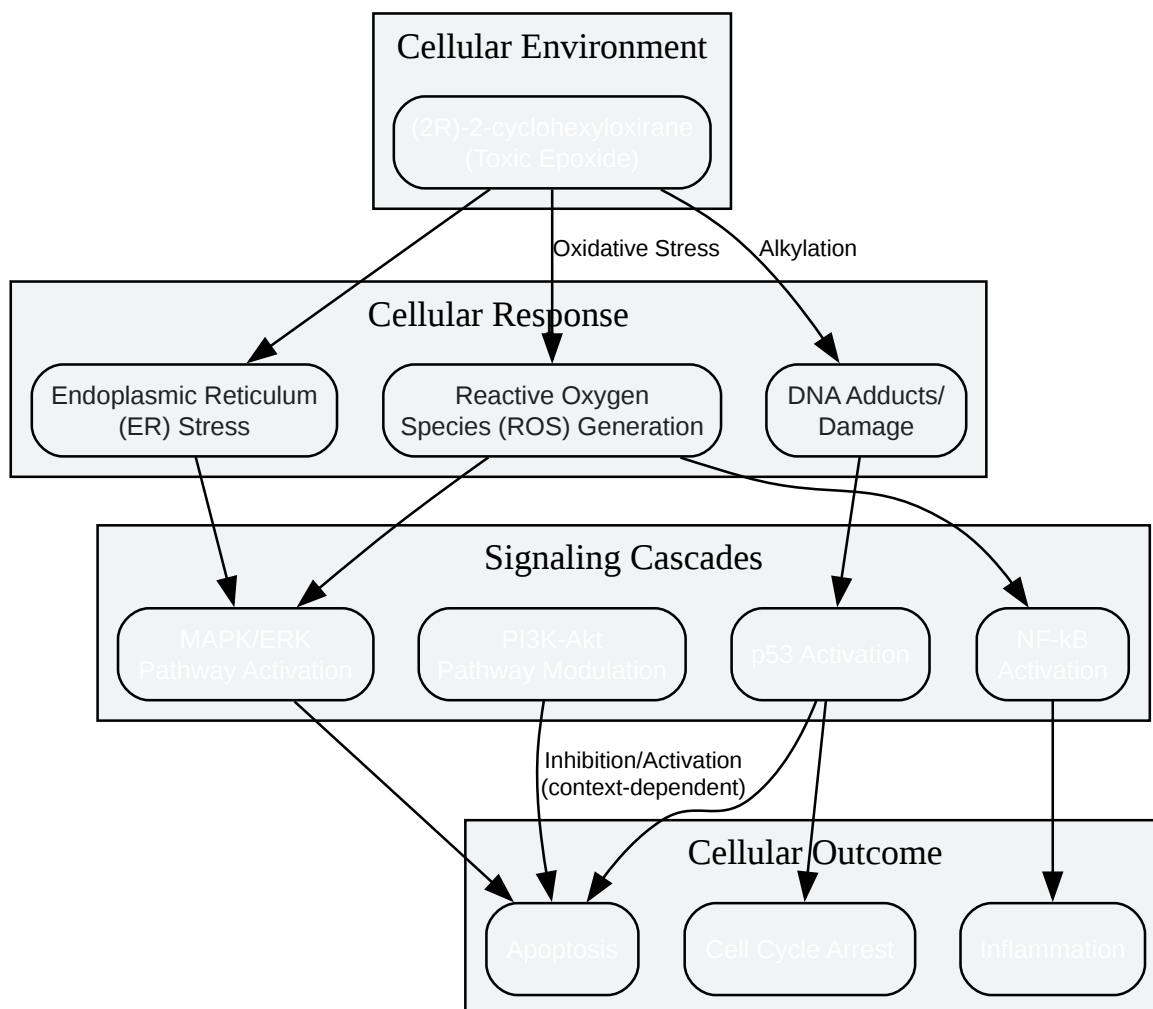 Cellular Environment
(2R)-2-cyclohexyloxirane
(Toxic Epoxide)
Oxidative Stress
Alkylation
Cellular Response
Endoplasmic Reticulum
(ER) Stress
Reactive Oxygen
Species (ROS) Generation
DNA Adducts/
Damage
Signaling Cascades
MAPK/ERK
Pathway Activation
PI3K-Akt
Pathway Modulation
p53 Activation
NF-kB
Activation
Inhibition/Activation
(context-dependent)
Cellular Outcome
Apoptosis
Cell Cycle Arrest
Inflammation